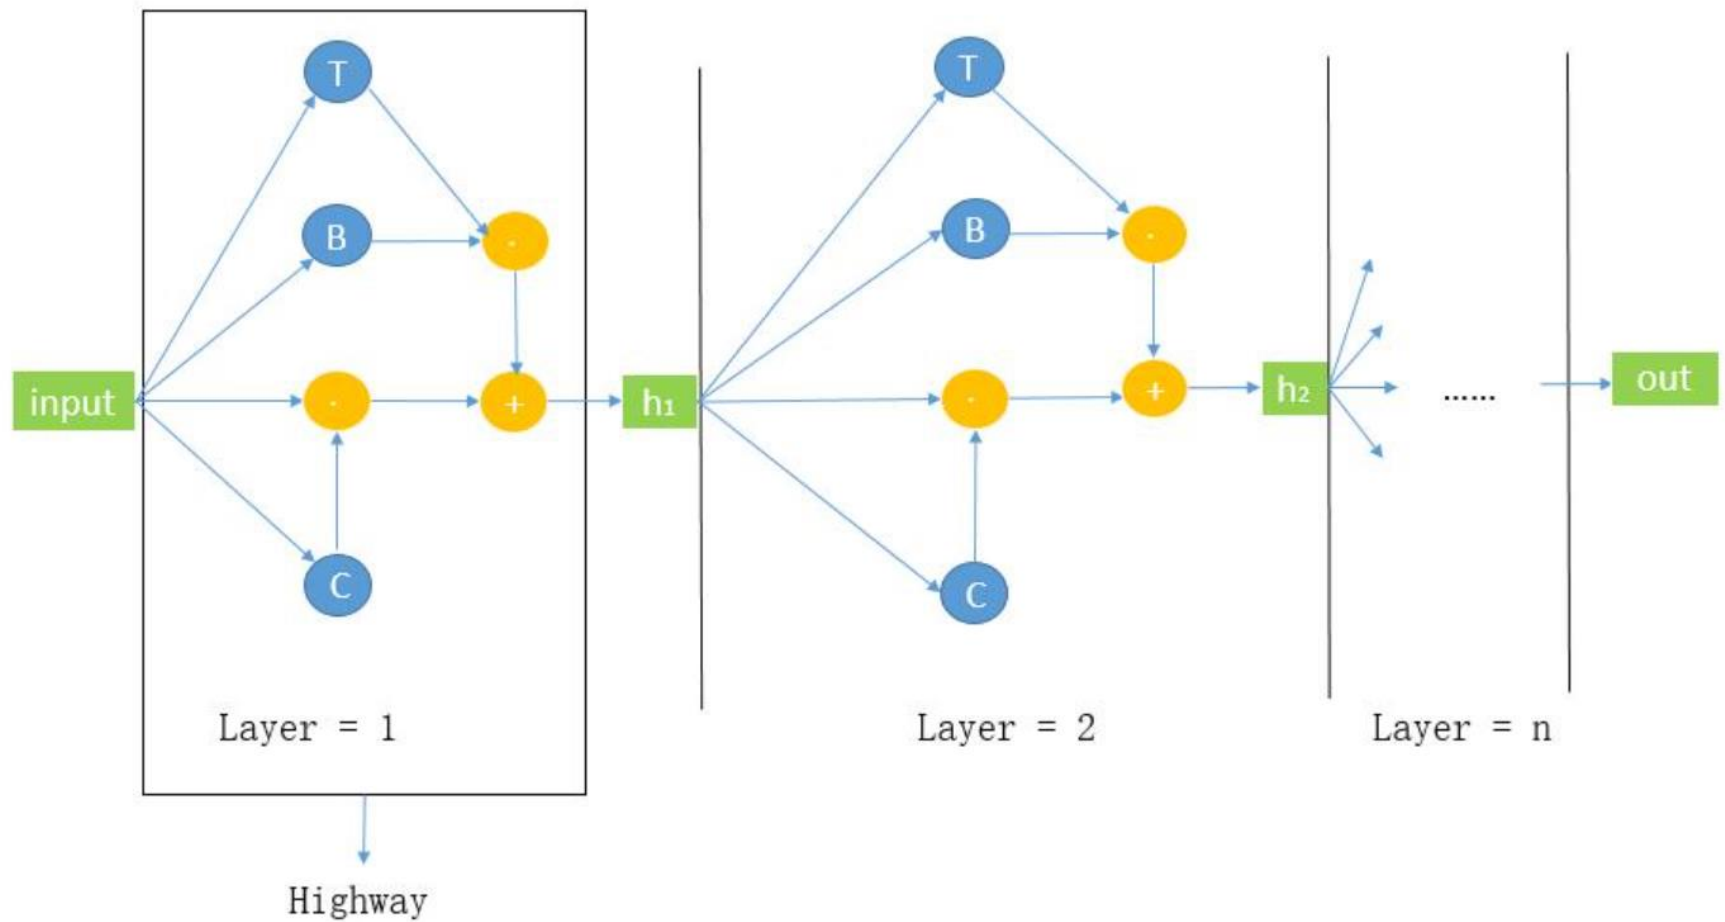 T
T
B
·
B
·
input
·
+
h₁
·
+
h₂
......
out
C
C
Layer = 1
Layer = 2
Layer = n
Highway